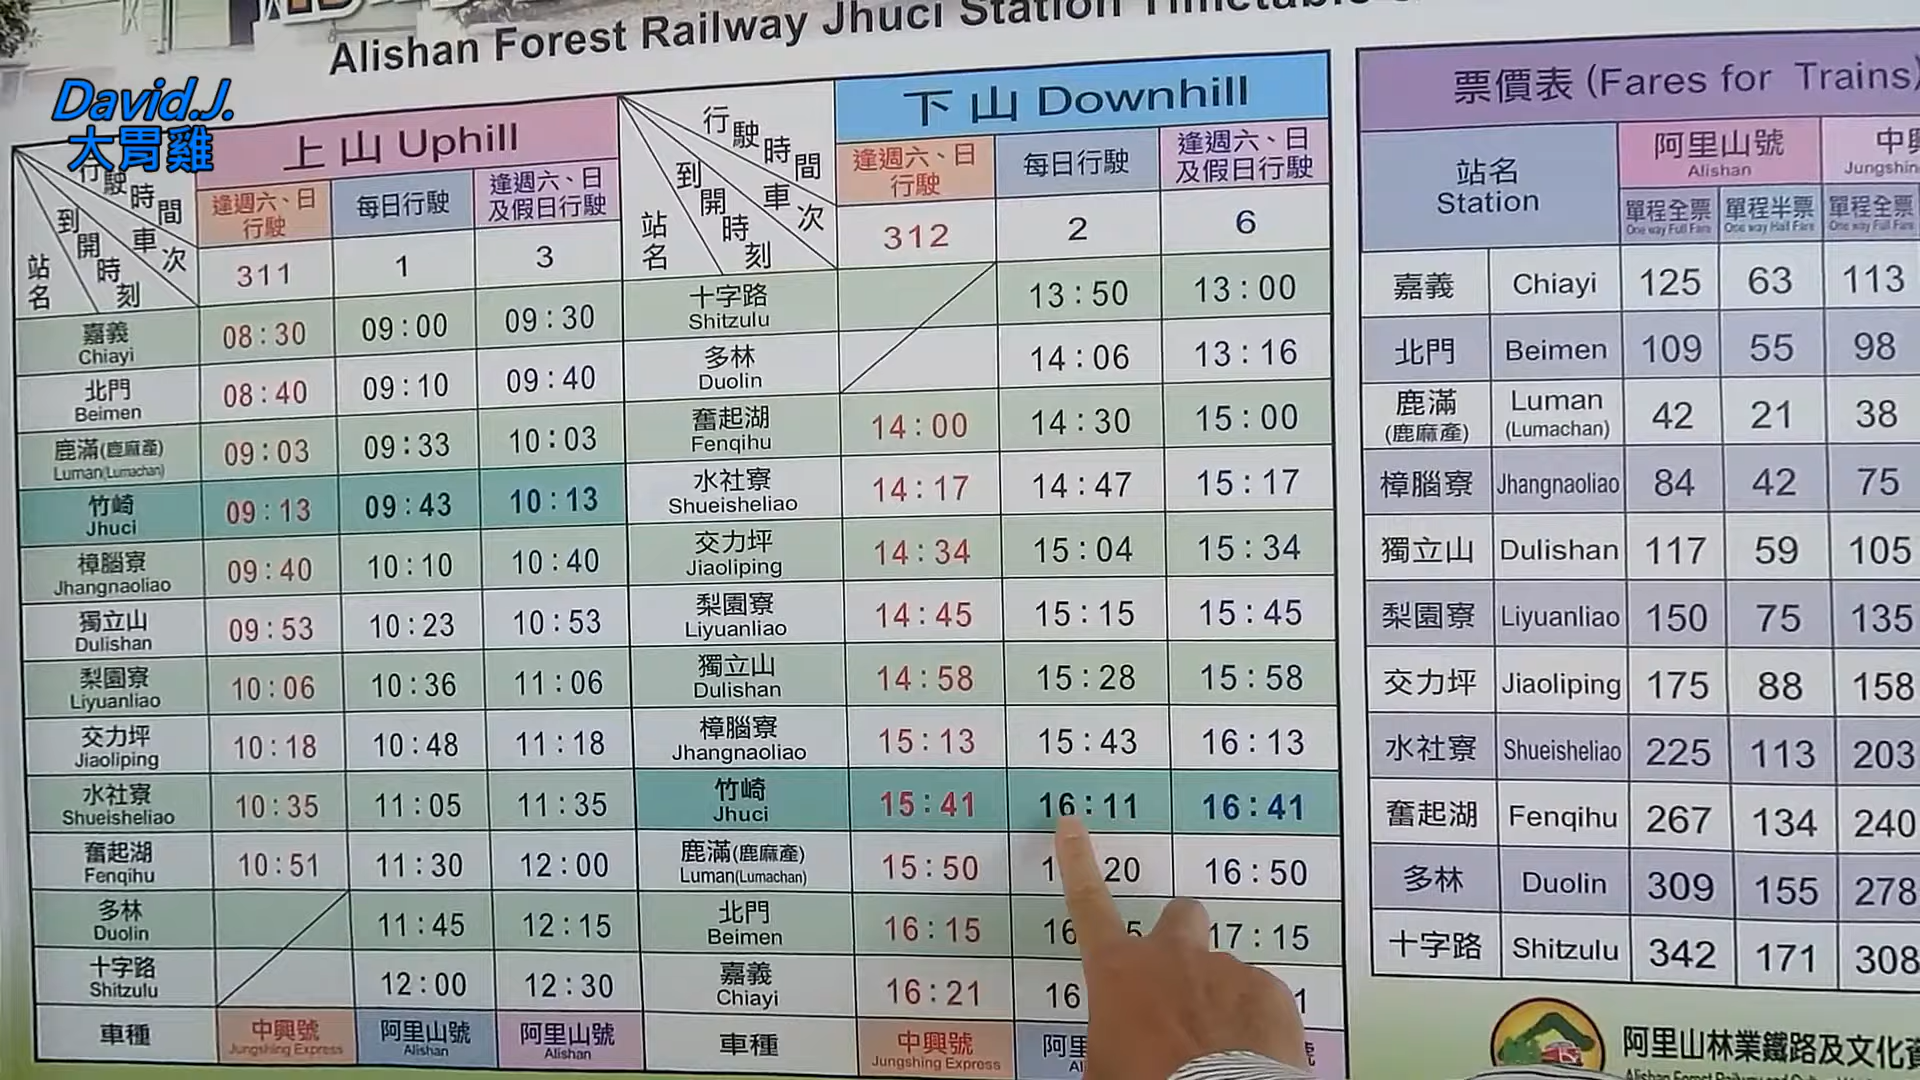 Alishan Forest Railway Jhuci Station Timetable
David.J.
大胃雞
上山 Uphill
行駛時間
車次
到開時刻
站名
逢週六、日
行駛
每日行駛
逢週六、日
及假日行駛
311 1 3
嘉義 Chiayi 08:30 09:00 09:30
北門 Beimen 08:40 09:10 09:40
鹿滿(鹿麻產) Luman(Lumachan) 09:03 09:33 10:03
竹崎 Jhuci 09:13 09:43 10:13
樟腦寮 Jhangnaoliao 09:40 10:10 10:40
獨立山 Dulishan 09:53 10:23 10:53
梨園寮 Liyuanliao 10:06 10:36 11:06
交力坪 Jiaoliping 10:18 10:48 11:18
水社寮 Shueisheliao 10:35 11:05 11:35
奮起湖 Fenqihu 10:51 11:30 12:00
多林 Duolin 11:45 12:15
十字路 Shitzulu 12:00 12:30
車種 中興號 Jungshing Express 阿里山號 Alishan 阿里山號 Alishan
下山 Downhill
行駛時間
車次
到開時刻
站名
逢週六、日
行駛
每日行駛
逢週六、日
及假日行駛
312 2 6
十字路 Shitzulu 13:50 13:00
多林 Duolin 14:06 13:16
奮起湖 Fenqihu 14:00 14:30 15:00
水社寮 Shueisheliao 14:17 14:47 15:17
交力坪 Jiaoliping 14:34 15:04 15:34
梨園寮 Liyuanliao 14:45 15:15 15:45
獨立山 Dulishan 14:58 15:28 15:58
樟腦寮 Jhangnaoliao 15:13 15:43 16:13
竹崎 Jhuci 15:41 16:11 16:41
鹿滿(鹿麻產) Luman(Lumachan) 15:50 1 20 16:50
北門 Beimen 16:15 16 5 17:15
嘉義 Chiayi 16:21 16 1
車種 中興號 Jungshing Express 阿里
票價表 (Fares for Trains)
站名
Station
阿里山號
Alishan
中
Jungshin
單程全票 One way Full Fare
單程半票 One way Half Fare
單程全票 One way Full Fare
嘉義 Chiayi 125 63 113
北門 Beimen 109 55 98
鹿滿 (鹿麻產) Luman (Lumachan) 42 21 38
樟腦寮 Jhangnaoliao 84 42 75
獨立山 Dulishan 117 59 105
梨園寮 Liyuanliao 150 75 135
交力坪 Jiaoliping 175 88 158
水社寮 Shueisheliao 225 113 203
奮起湖 Fenqihu 267 134 240
多林 Duolin 309 155 278
十字路 Shitzulu 342 171 308
阿里山林業鐵路及文化資
Alishan Forest Railway and